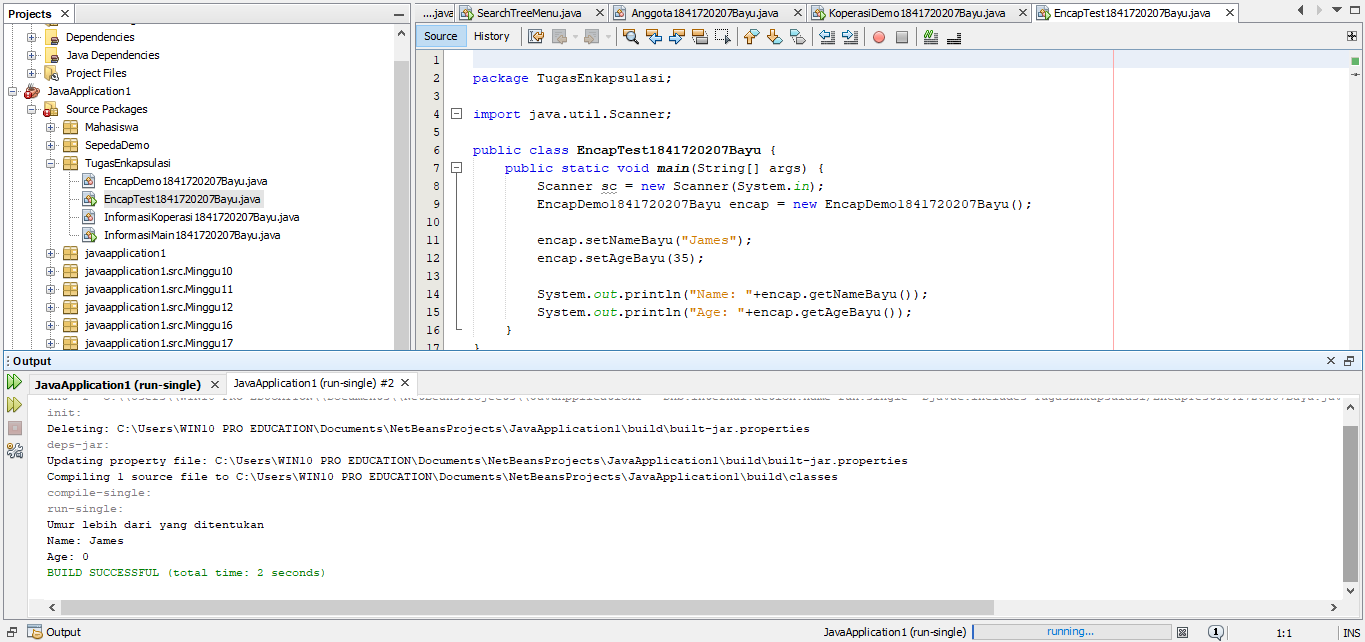 Projects
Dependencies
Java Dependencies
Project Files
JavaApplication1
Source Packages
Mahasiswa
SepedaDemo
TugasEnkapsulasi
EncapDemo1841720207Bayu.java
EncapTest1841720207Bayu.java
InformasiKoperasi1841720207Bayu.java
InformasiMain1841720207Bayu.java
javaapplication1
javaapplication1.src.Minggu10
javaapplication1.src.Minggu11
javaapplication1.src.Minggu12
javaapplication1.src.Minggu16
javaapplication1.src.Minggu17
....java SearchTreeMenu.java Anggota1841720207Bayu.java KoperasiDemo1841720207Bayu.java EncapTest1841720207Bayu.java
Source History
1
2 package TugasEnkapsulasi;
3
4 import java.util.Scanner;
5
6 public class EncapTest1841720207Bayu {
7 public static void main(String[] args) {
8 Scanner sc = new Scanner(System.in);
9 EncapDemo1841720207Bayu encap = new EncapDemo1841720207Bayu();
10
11 encap.setNameBayu("James");
12 encap.setAgeBayu(35);
13
14 System.out.println("Name: "+encap.getNameBayu());
15 System.out.println("Age: "+encap.getAgeBayu());
16 }
17 }
Output
JavaApplication1 (run-single) JavaApplication1 (run-single) #2
init:
Deleting: C:\Users\WIN10 PRO EDUCATION\Documents\NetBeansProjects\JavaApplication1\build\built-jar.properties
deps-jar:
Updating property file: C:\Users\WIN10 PRO EDUCATION\Documents\NetBeansProjects\JavaApplication1\build\built-jar.properties
Compiling 1 source file to C:\Users\WIN10 PRO EDUCATION\Documents\NetBeansProjects\JavaApplication1\build\classes
compile-single:
run-single:
Umur lebih dari yang ditentukan
Name: James
Age: 0
BUILD SUCCESSFUL (total time: 2 seconds)
Output JavaApplication1 (run-single) running... 1 1:1 INS